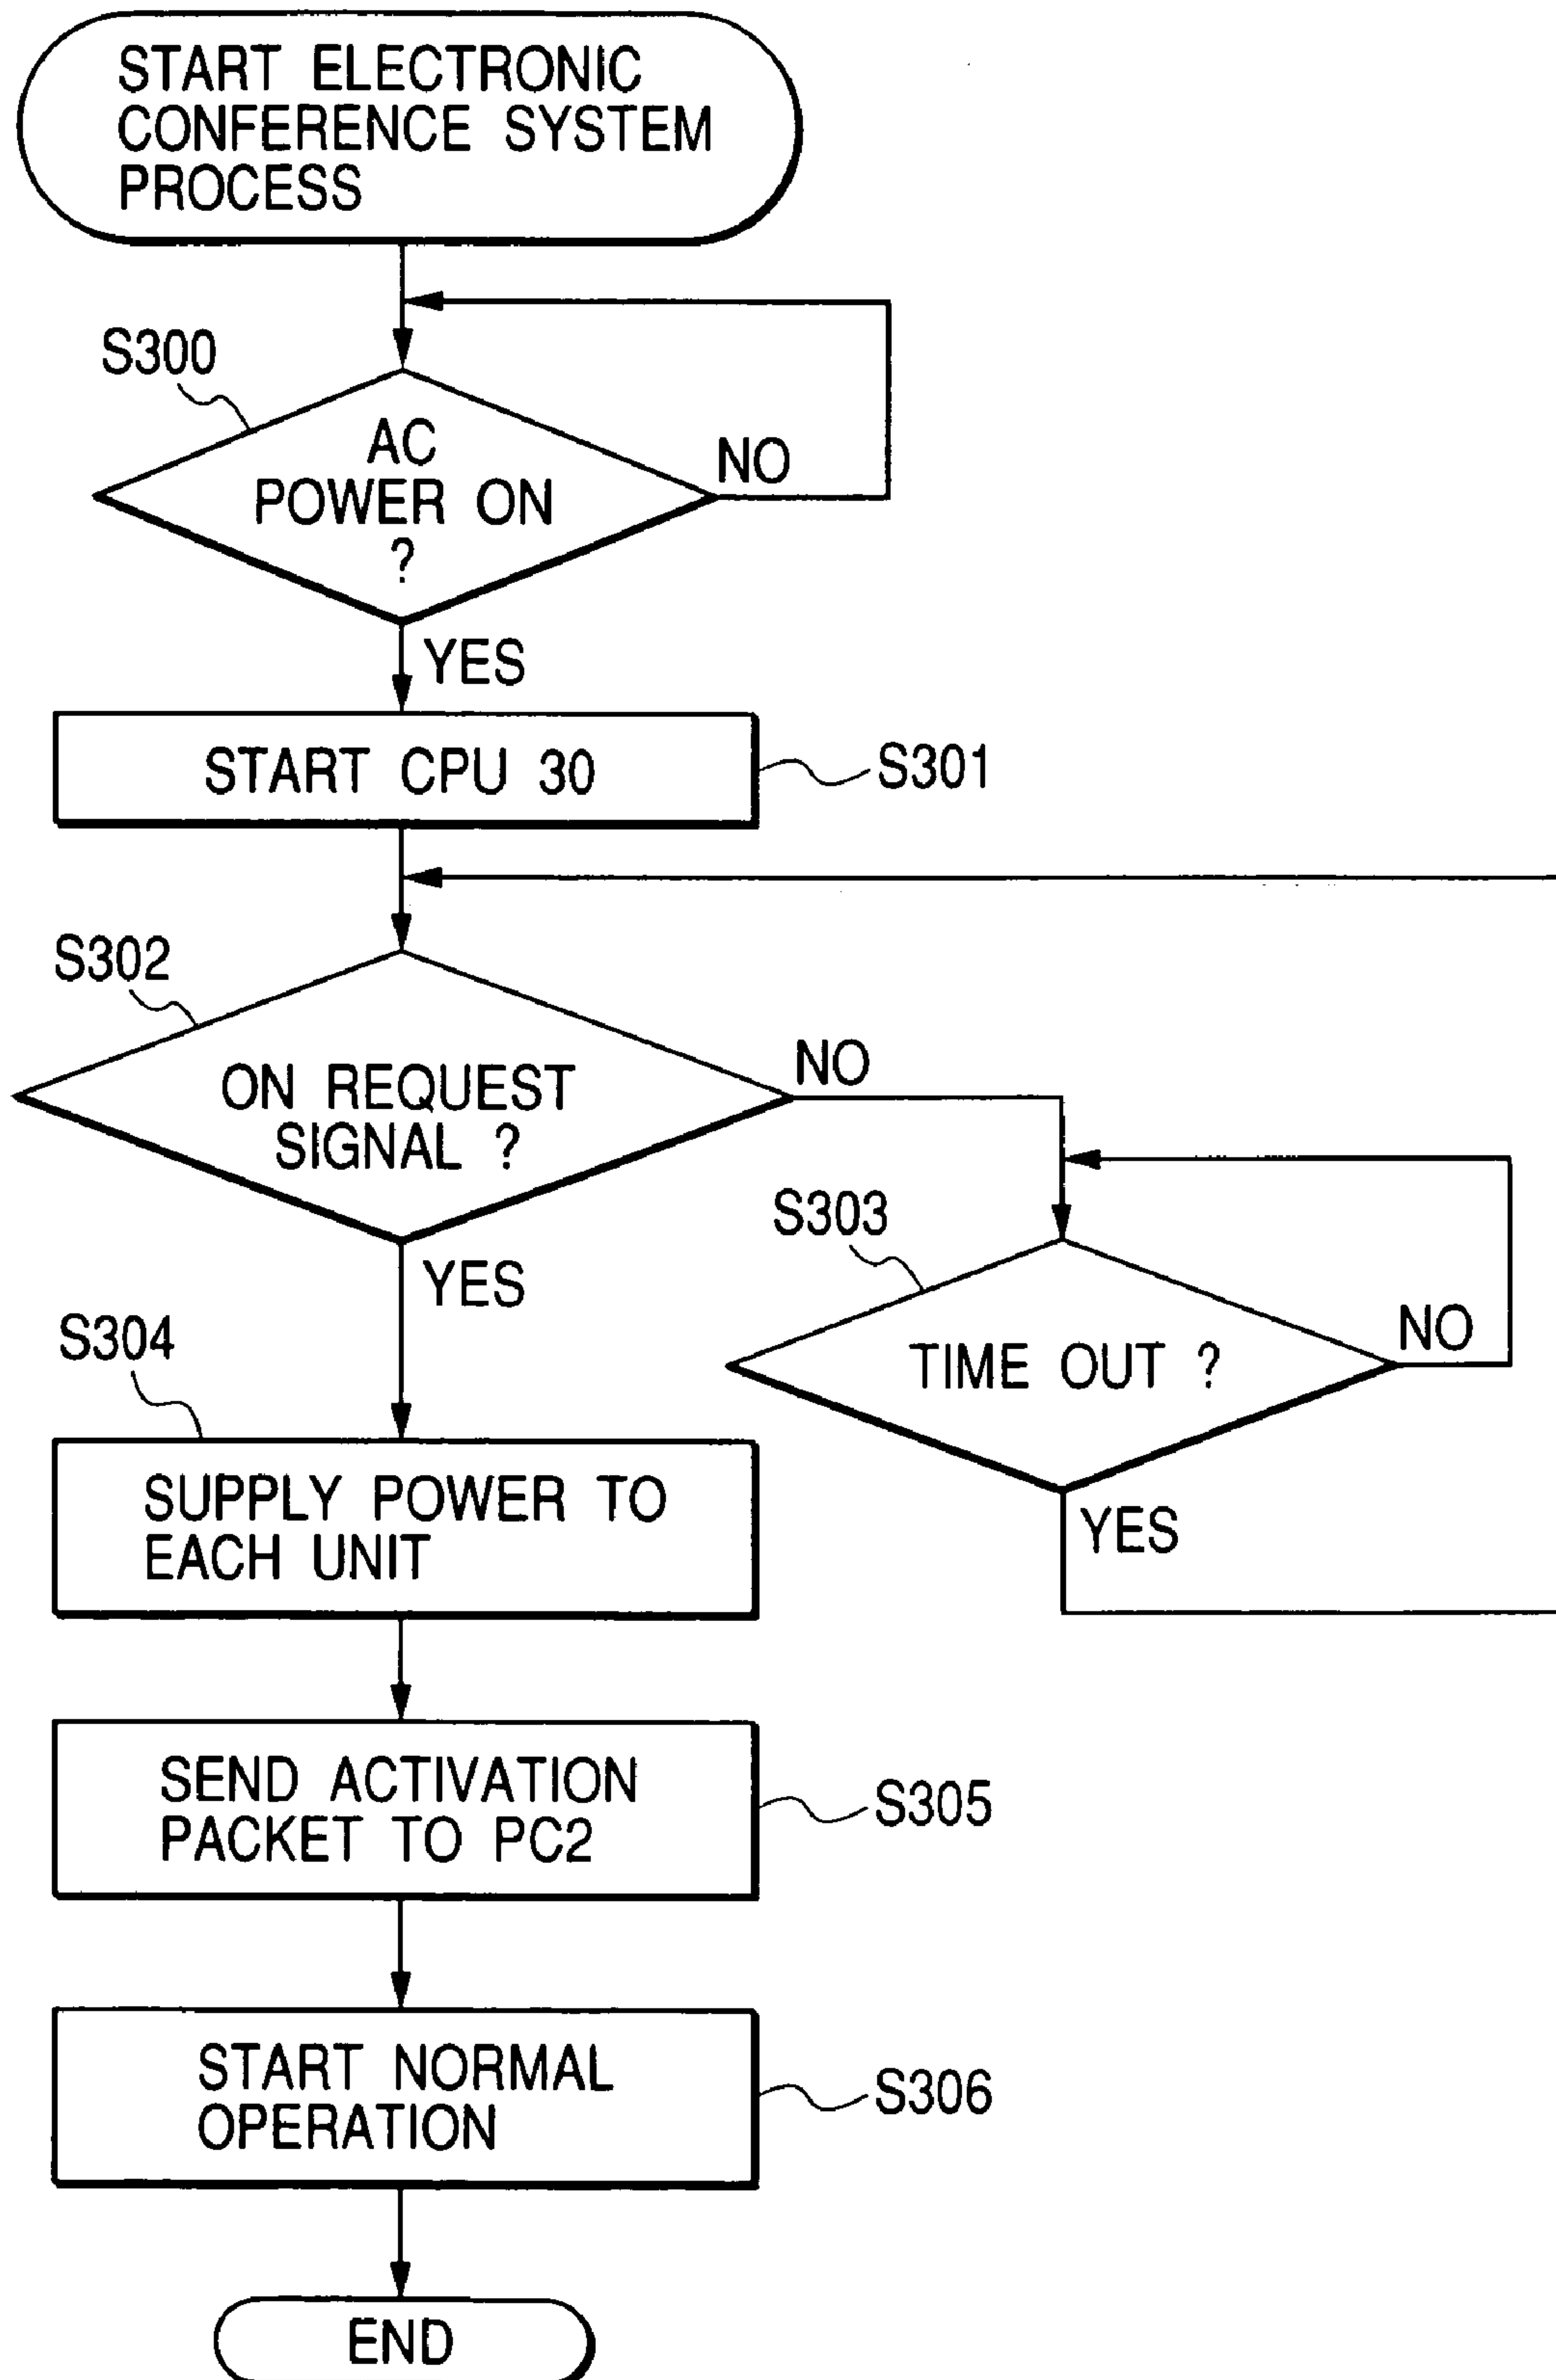 START ELECTRONIC
CONFERENCE SYSTEM
PROCESS
S300
AC
POWER ON
?
NO
YES
START CPU 30
S301
S302
ON REQUEST
SIGNAL ?
NO
YES
S303
TIME OUT ?
NO
YES
S304
SUPPLY POWER TO
EACH UNIT
SEND ACTIVATION
PACKET TO PC2
S305
START NORMAL
OPERATION
S306
END